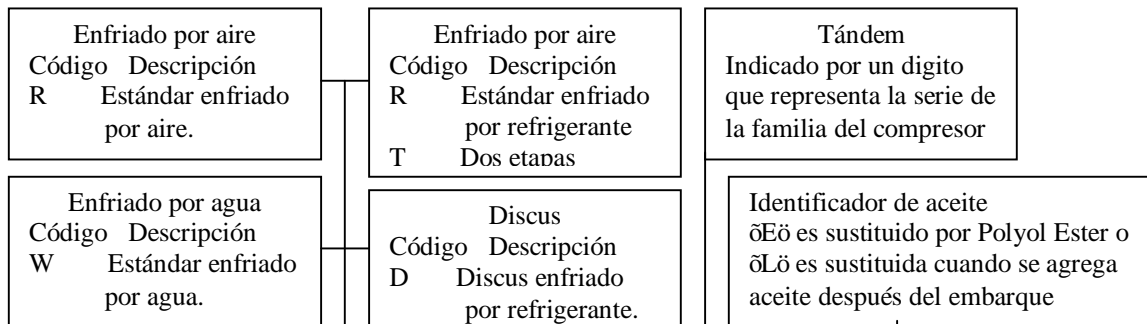 Enfriado por aire
Código Descripción
R Estándar enfriado
por aire.
Enfriado por aire
Código Descripción
R Estándar enfriado
por refrigerante
T Dos etapas
Tándem
Indicado por un digito
que representa la serie de
la familia del compresor
Enfriado por agua
Código Descripción
W Estándar enfriado
por agua.
Discus
Código Descripción
D Discus enfriado
por refrigerante.
Identificador de aceite
õEö es sustituido por Polyol Ester o
õLö es sustituida cuando se agrega
aceite después del embarque